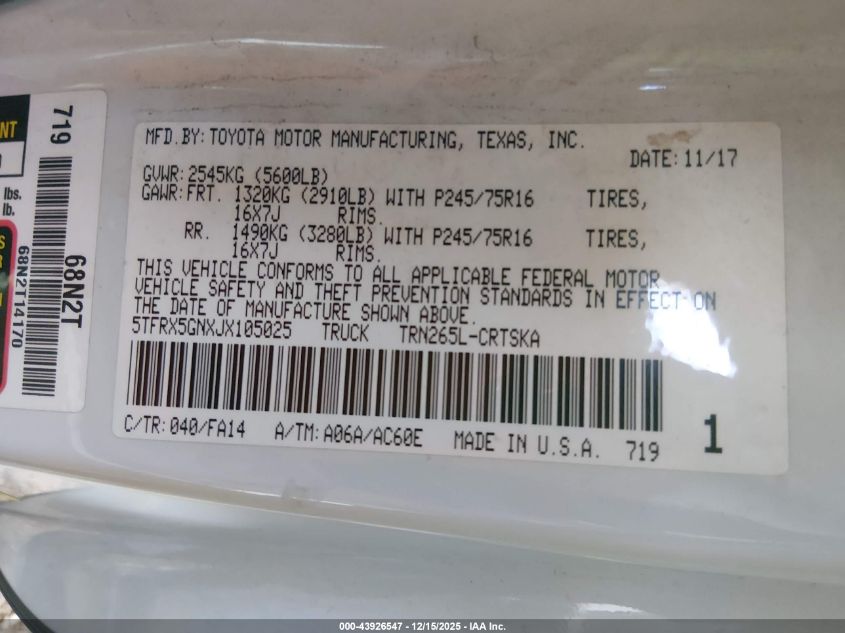 MFD.BY:TOYOTA MOTOR MANUFACTURING, TEXAS, INC.
DATE:11/17
GVWR:2545KG (5600LB)
GAWR:FRT. 1320KG (2910LB) WITH P245/75R16 TIRES,
16X7J RIMS.
RR. 1490KG (3280LB) WITH P245/75R16 TIRES,
16X7J RIMS.
THIS VEHICLE CONFORMS TO ALL APPLICABLE FEDERAL MOTOR
VEHICLE SAFETY AND THEFT PREVENTION STANDARDS IN EFFECT ON
THE DATE OF MANUFACTURE SHOWN ABOVE.
5TFRX5GNXJX105025 TRUCK TRN265L-CRTSKA
C/TR:040/FA14 A/TM:A06A/AC60E MADE IN U.S.A. 719
1
719
68N2T
68N2T14170
lbs.
lb.
000-43926547 - 12/15/2025 - IAA Inc.